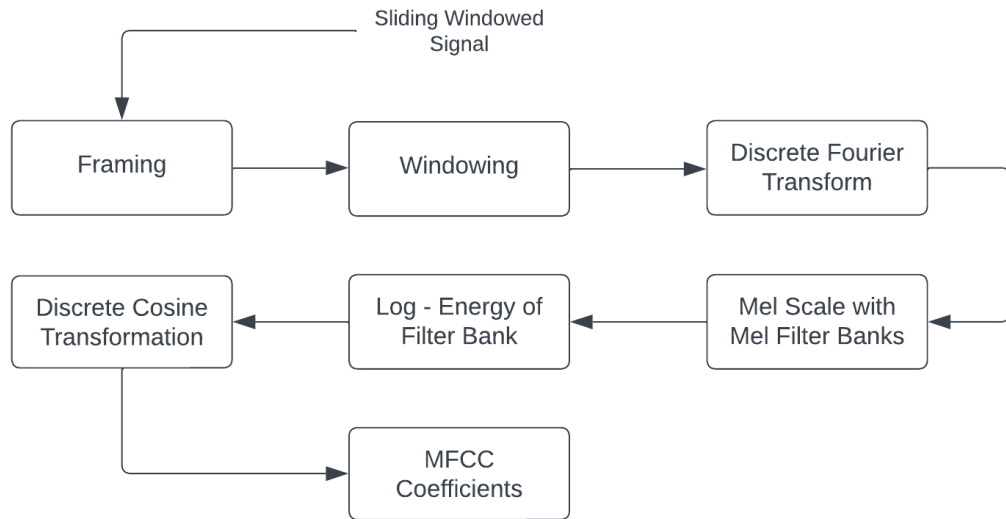 Sliding Windowed
Signal
Framing
Windowing
Discrete Fourier
Transform
Mel Scale with
Mel Filter Banks
Log - Energy of
Filter Bank
Discrete Cosine
Transformation
MFCC
Coefficients